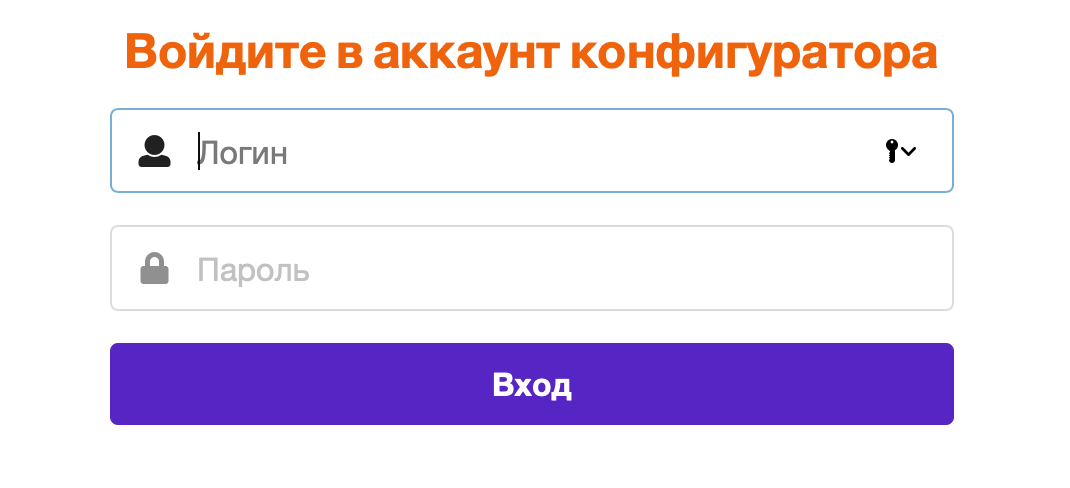 Войдите в аккаунт конфигуратора
Логин
Пароль
Вход